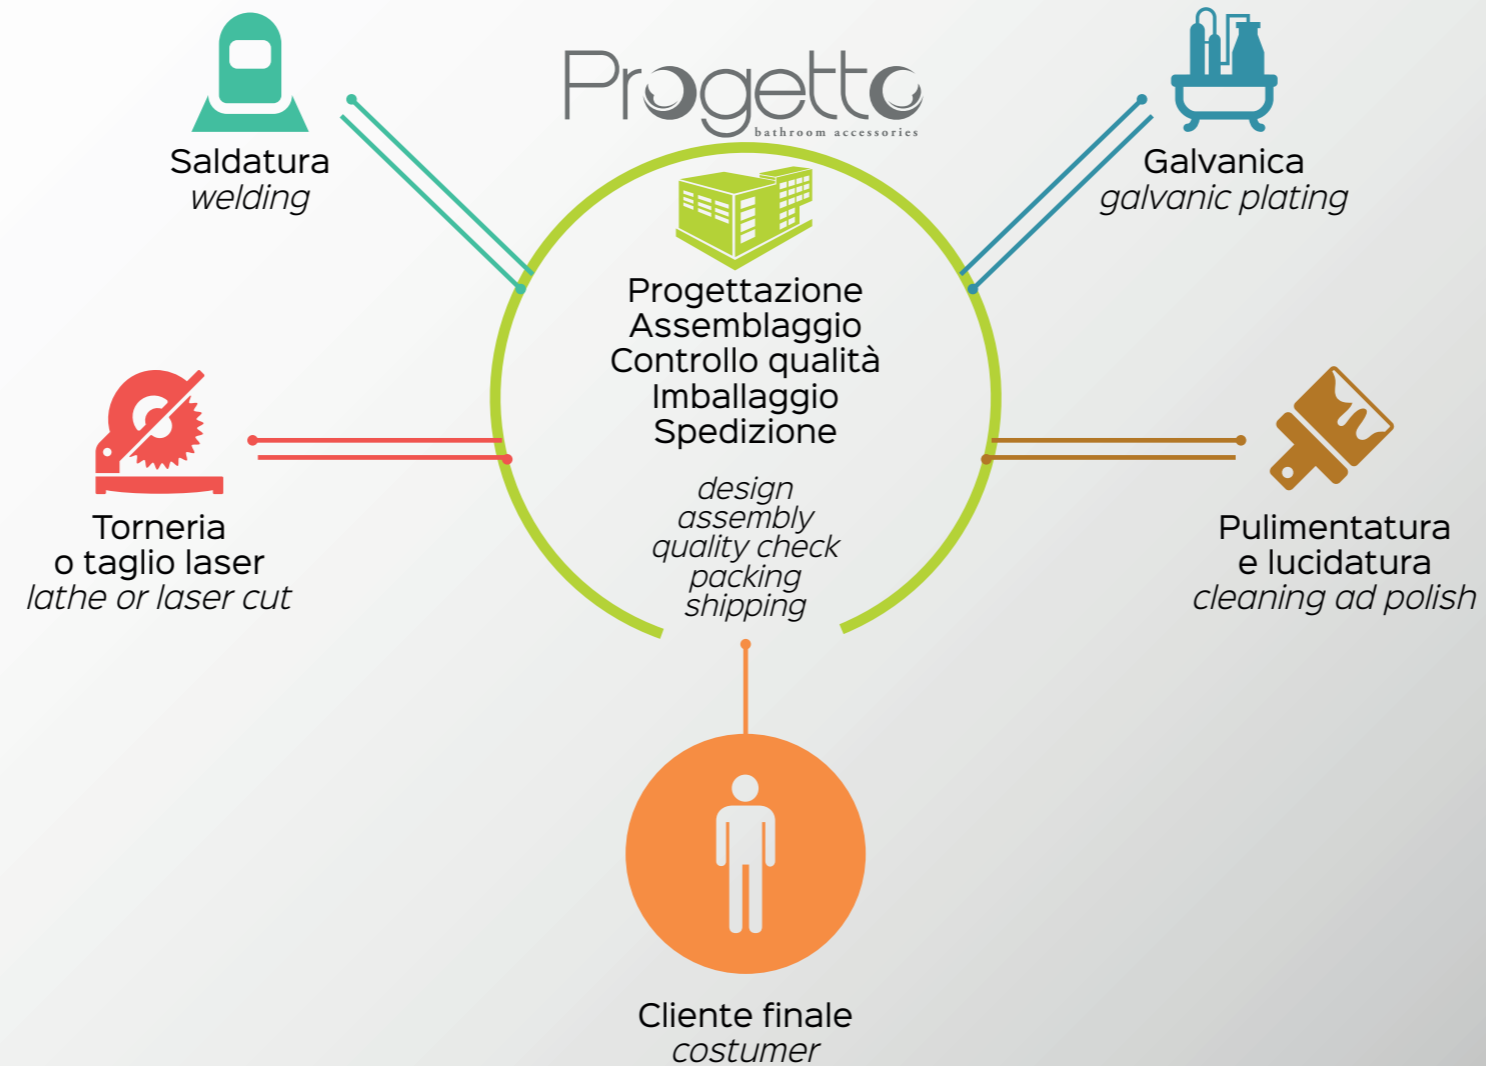 Progetto
bathroom accessories
Saldatura
welding
Galvanica
galvanic plating
Progettazione
Assemblaggio
Controllo qualità
Imballaggio
Spedizione
design
assembly
quality check
packing
shipping
Torneria
o taglio laser
lathe or laser cut
Pulimentatura
e lucidatura
cleaning ad polish
Cliente finale
costumer